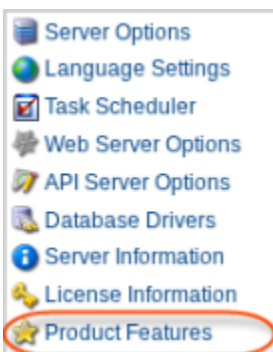 Server Options
Language Settings
Task Scheduler
Web Server Options
API Server Options
Database Drivers
Server Information
License Information
Product Features